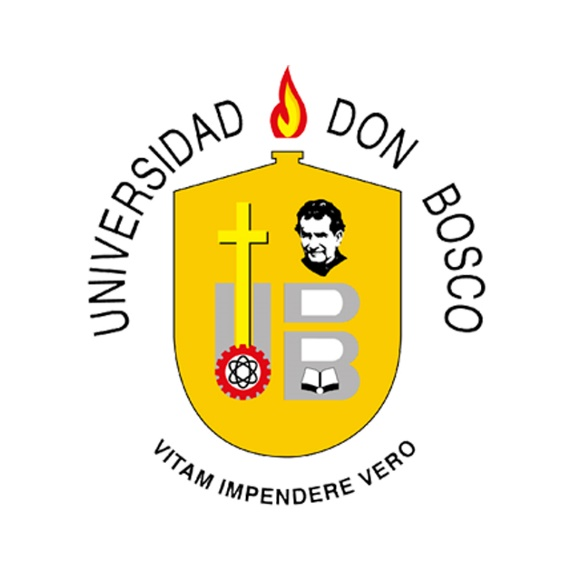 UNIVERSIDAD DON BOSCO
UDB
VITAM IMPENDERE VERO